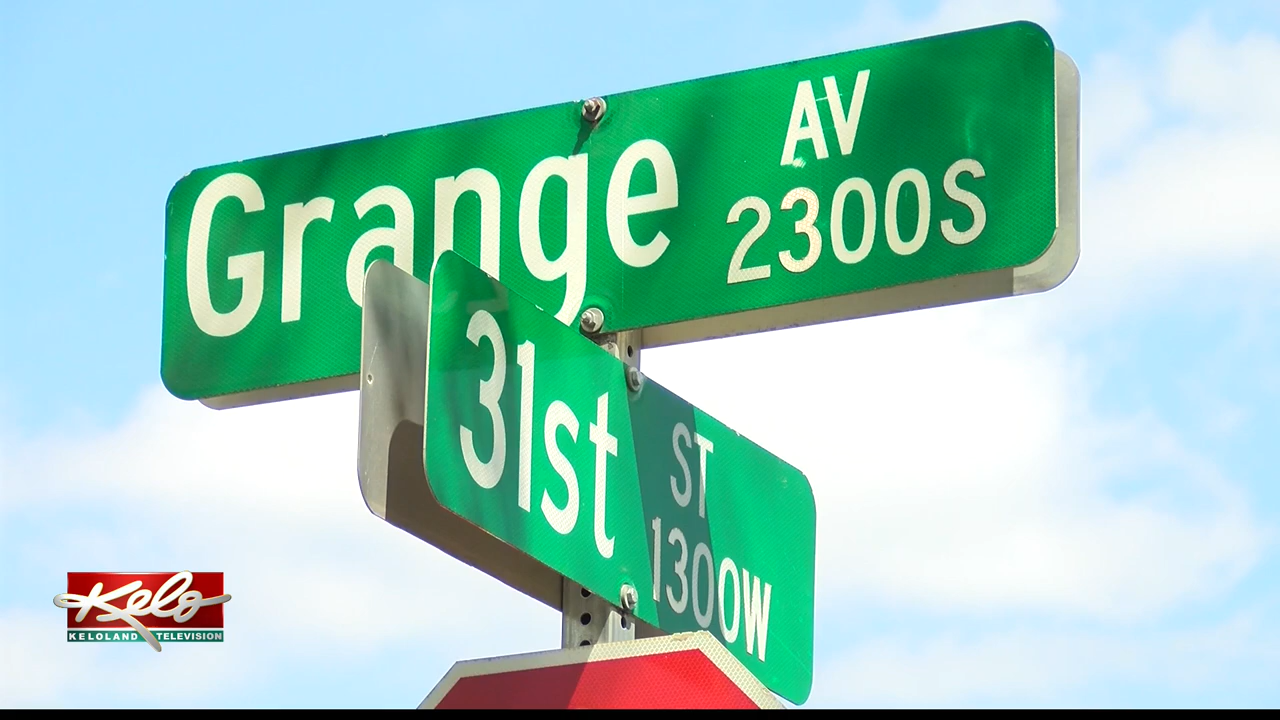 Grange AV
2300S
31st ST
1300W
Kelo
KELOLAND TELEVISION